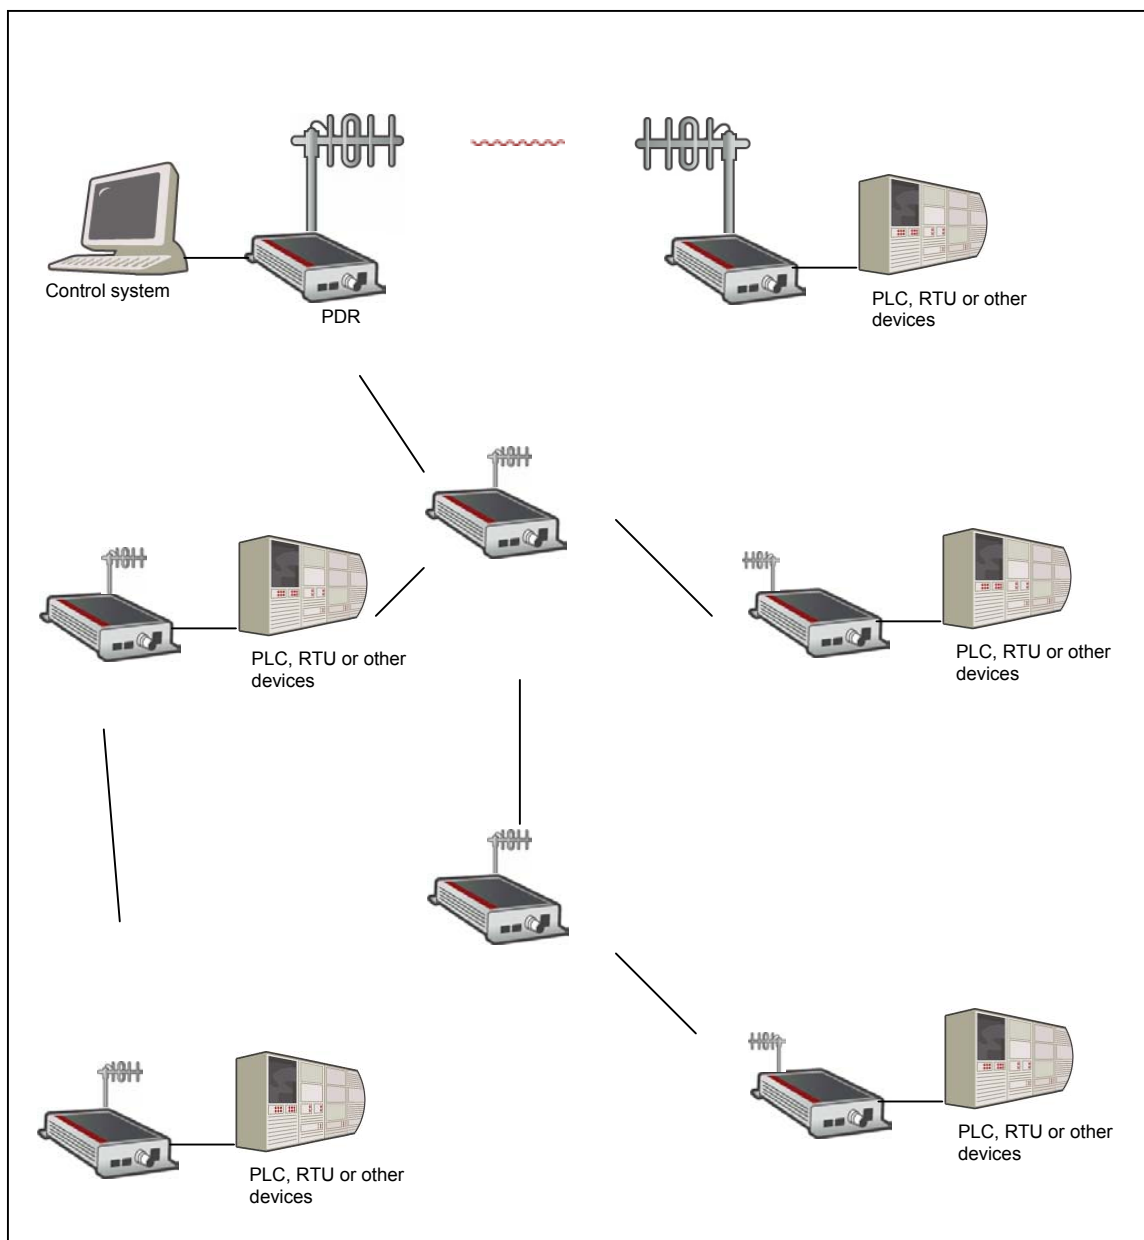 Control system
PDR
PLC, RTU or other
devices
PLC, RTU or other
devices
PLC, RTU or other
devices
PLC, RTU or other
devices
PLC, RTU or other
devices